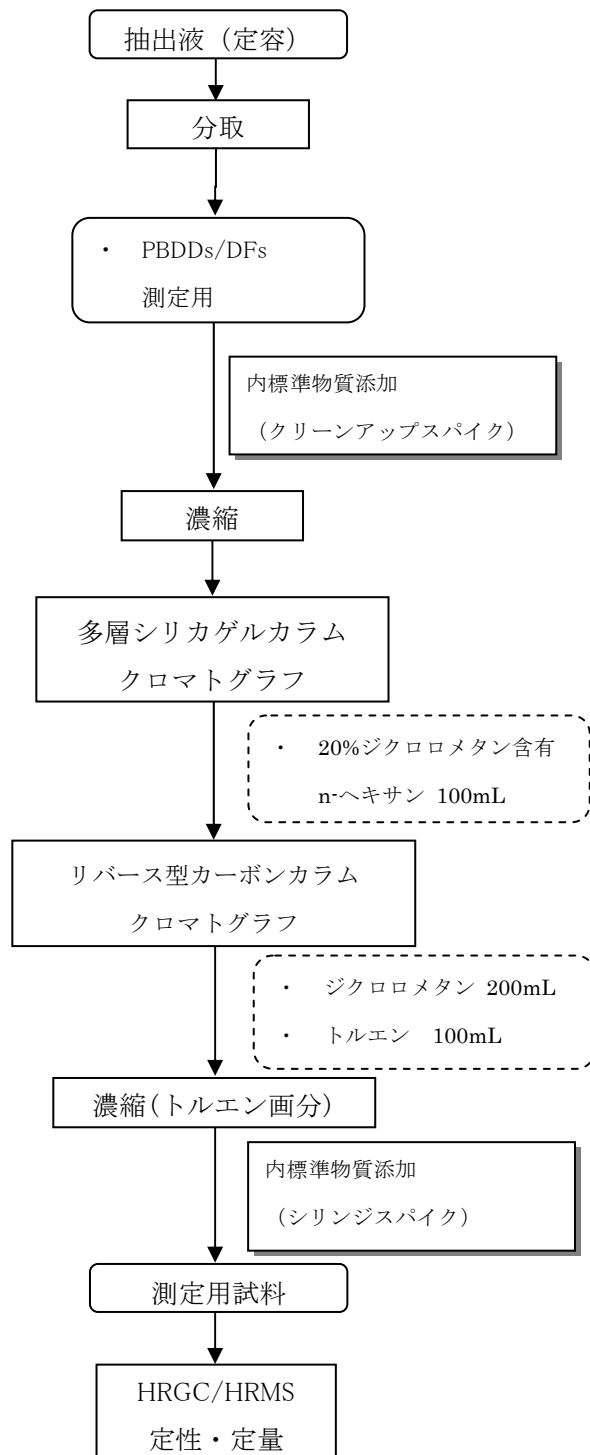 抽出液（定容）
分取
・ PBDDs/DFs
測定用
内標準物質添加
（クリーンアップスパイク）
濃縮
多層シリカゲルカラム
クロマトグラフ
・ 20%ジクロロメタン含有
n-ヘキサン 100mL
リバース型カーボンカラム
クロマトグラフ
・ ジクロロメタン 200mL
・ トルエン 100mL
濃縮(トルエン画分)
内標準物質添加
（シリンジスパイク）
測定用試料
HRGC/HRMS
定性・定量